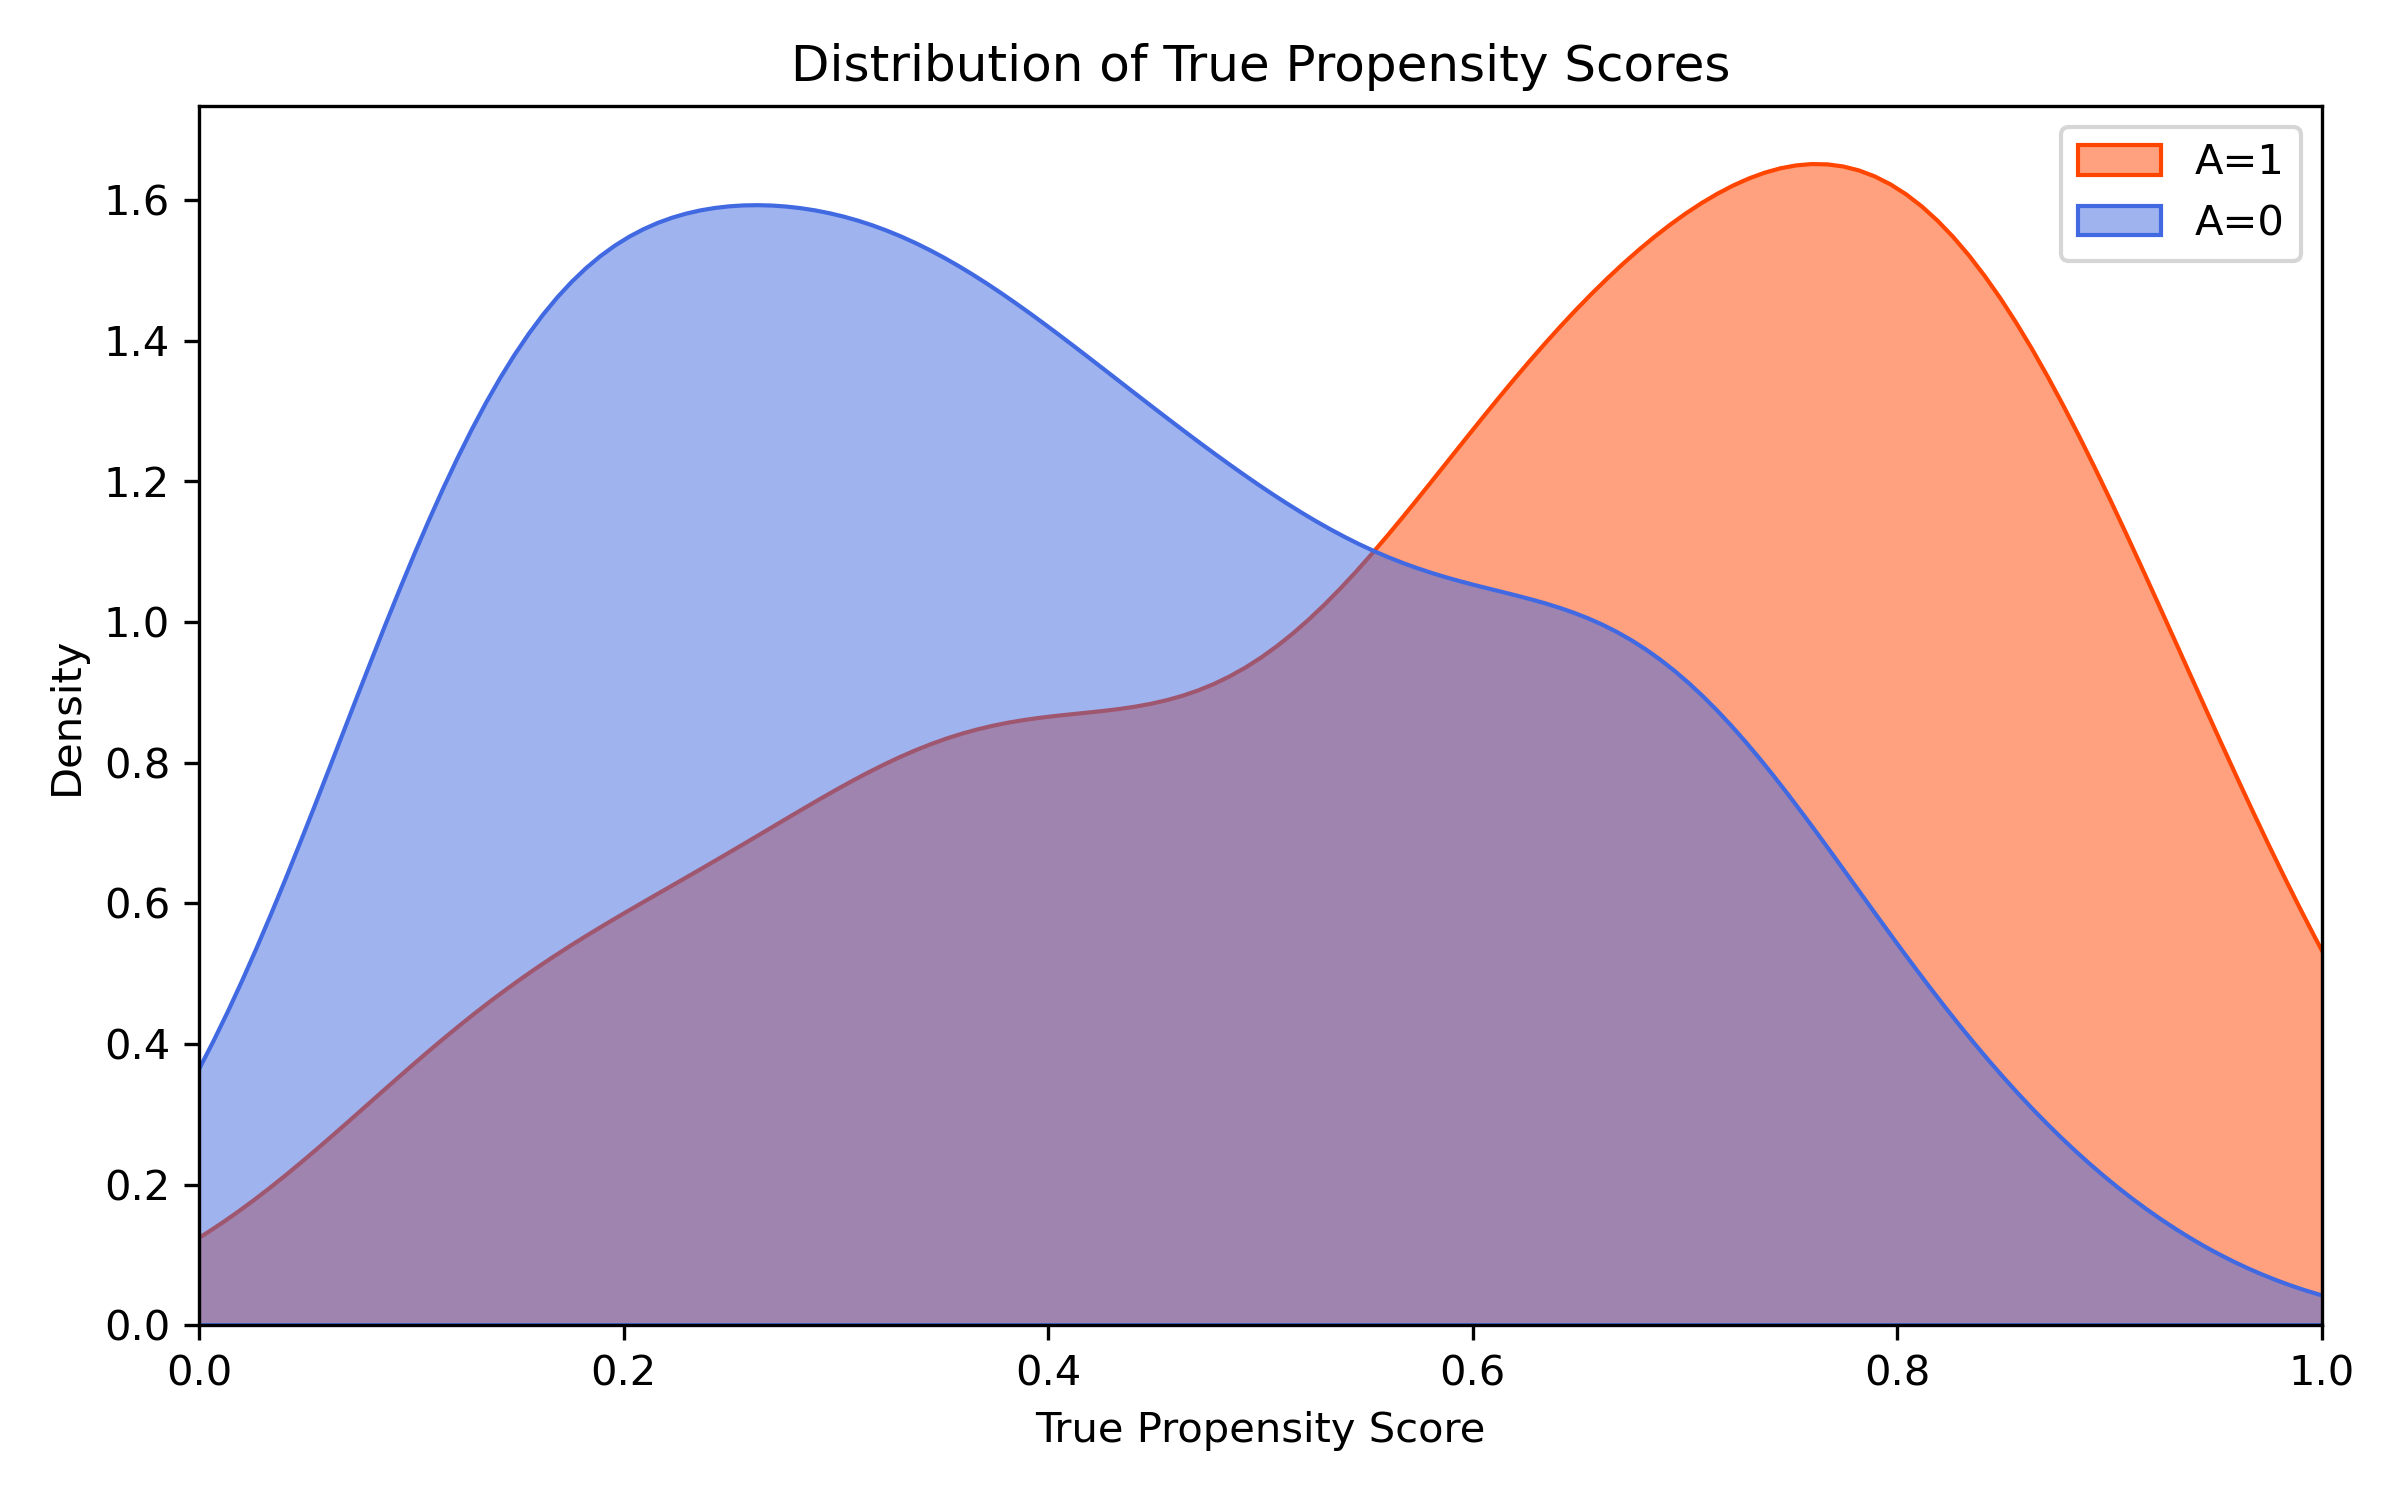 Distribution of True Propensity Scores
A=1
A=0
1.6
1.4
1.2
1.0
0.8
0.6
0.4
0.2
0.0
Density
0.0 0.2 0.4 0.6 0.8 1.0
True Propensity Score